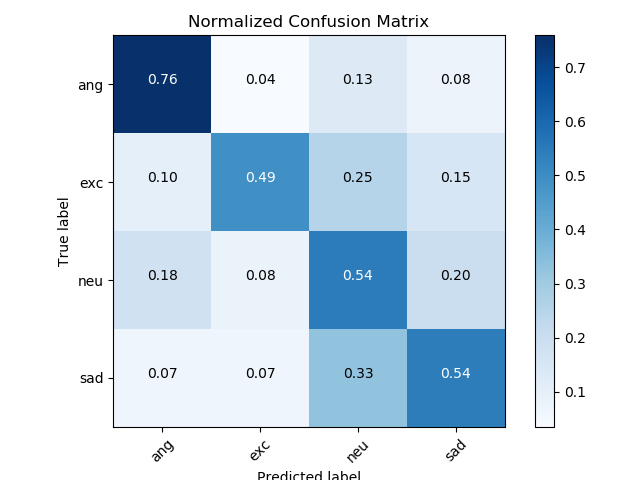 Normalized Confusion Matrix
ang 0.76 0.04 0.13 0.08
exc 0.10 0.49 0.25 0.15
neu 0.18 0.08 0.54 0.20
sad 0.07 0.07 0.33 0.54
ang exc neu sad
True label
Predicted label
0.7
0.6
0.5
0.4
0.3
0.2
0.1